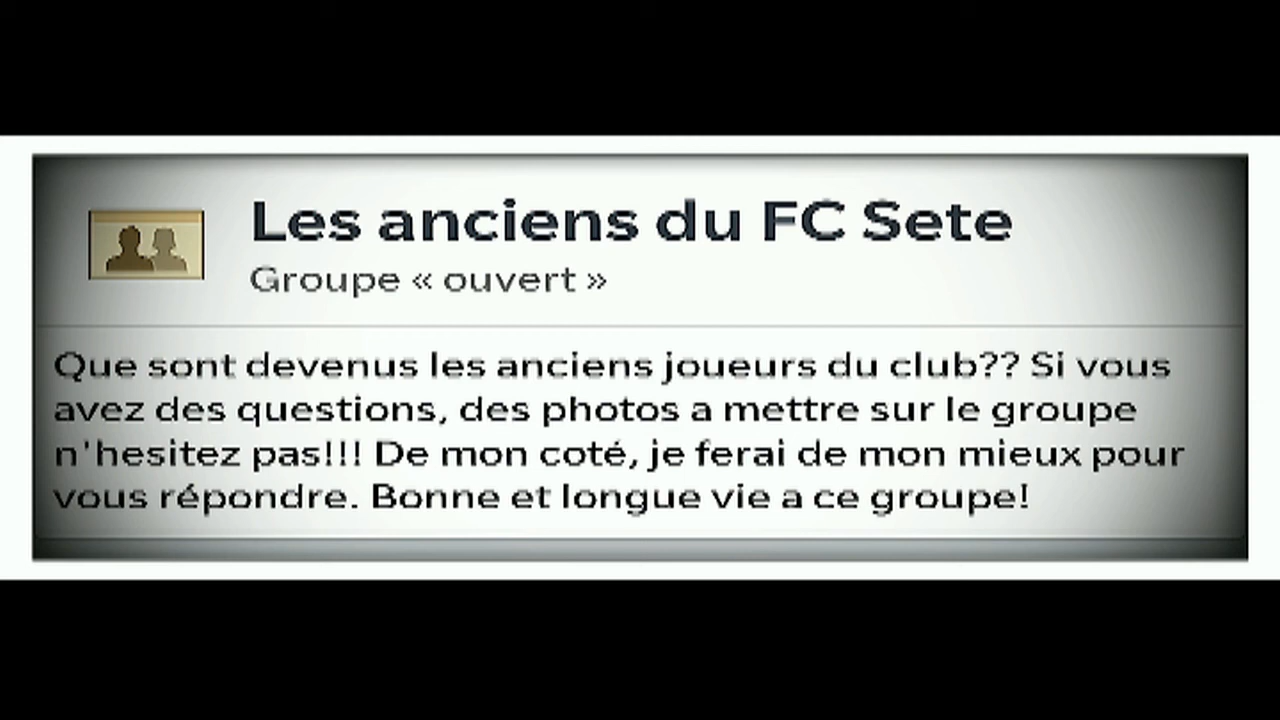 Les anciens du FC Sete
Groupe « ouvert »
Que sont devenus les anciens joueurs du club?? Si vous
avez des questions, des photos a mettre sur le groupe
n'hesitez pas!!! De mon coté, je ferai de mon mieux pour
vous répondre. Bonne et longue vie a ce groupe!